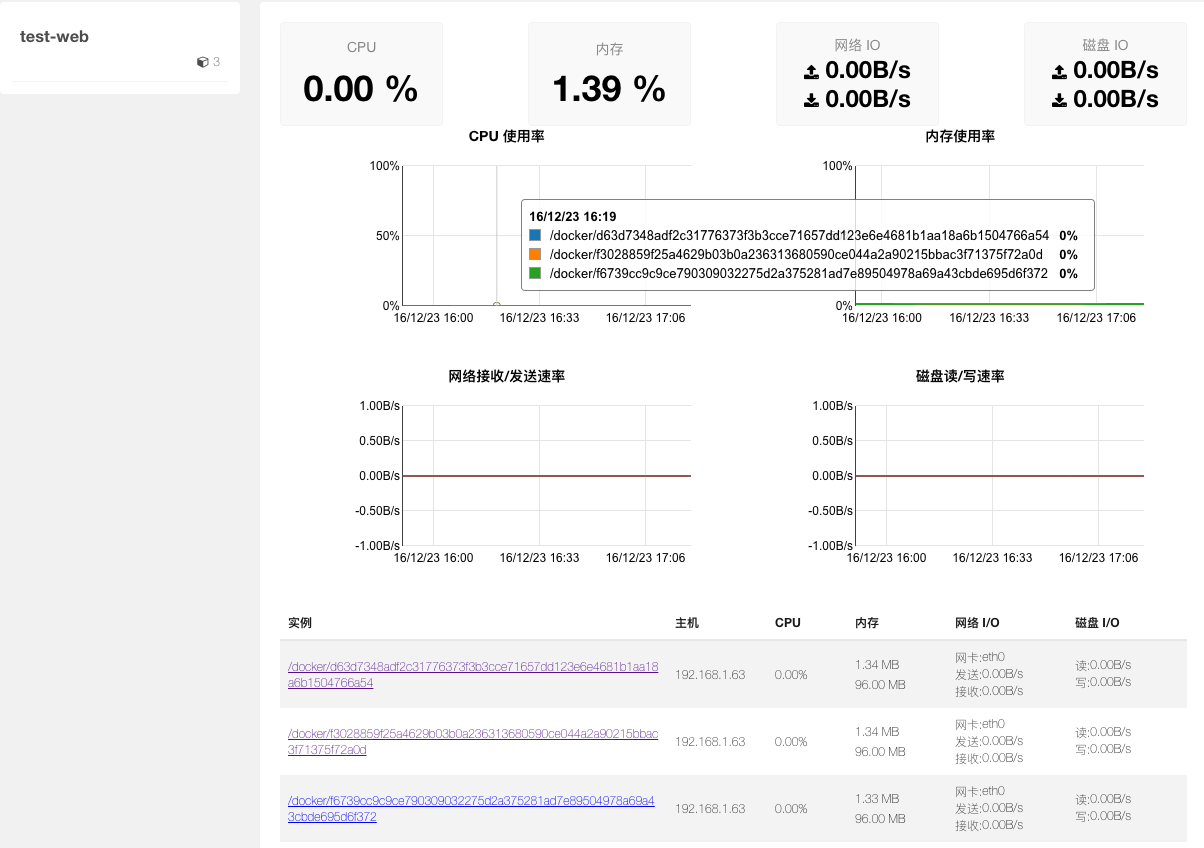 test-web
3
CPU
0.00 %
内存
1.39 %
网络 IO
0.00B/s
0.00B/s
磁盘 IO
0.00B/s
0.00B/s
CPU 使用率
100%
50%
0%
16/12/23 16:00
16/12/23 16:33
16/12/23 17:06
16/12/23 16:19
/docker/d63d7348adf2c31776373f3b3cce71657dd123e6e4681b1aa18a6b1504766a54 0%
/docker/f3028859f25a4629b03b0a236313680590ce044a2a90215bbac3f71375f72a0d 0%
/docker/f6739cc9c9ce790309032275d2a375281ad7e89504978a69a43cbde695d6f372 0%
内存使用率
100%
0%
16/12/23 16:00
16/12/23 16:33
16/12/23 17:06
网络接收/发送速率
1.00B/s
0.50B/s
0.00B/s
-0.50B/s
-1.00B/s
16/12/23 16:00
16/12/23 16:33
16/12/23 17:06
磁盘读/写速率
1.00B/s
0.50B/s
0.00B/s
-0.50B/s
-1.00B/s
16/12/23 16:00
16/12/23 16:33
16/12/23 17:06
实例 主机 CPU 内存 网络 I/O 磁盘 I/O
/docker/d63d7348adf2c31776373f3b3cce71657dd123e6e4681b1aa18
a6b1504766a54
192.168.1.63
0.00%
1.34 MB
96.00 MB
网卡:eth0
发送:0.00B/s
接收:0.00B/s
读:0.00B/s
写:0.00B/s
/docker/f3028859f25a4629b03b0a236313680590ce044a2a90215bbac
3f71375f72a0d
192.168.1.63
0.00%
1.34 MB
96.00 MB
网卡:eth0
发送:0.00B/s
接收:0.00B/s
读:0.00B/s
写:0.00B/s
/docker/f6739cc9c9ce790309032275d2a375281ad7e89504978a69a4
3cbde695d6f372
192.168.1.63
0.00%
1.33 MB
96.00 MB
网卡:eth0
发送:0.00B/s
接收:0.00B/s
读:0.00B/s
写:0.00B/s